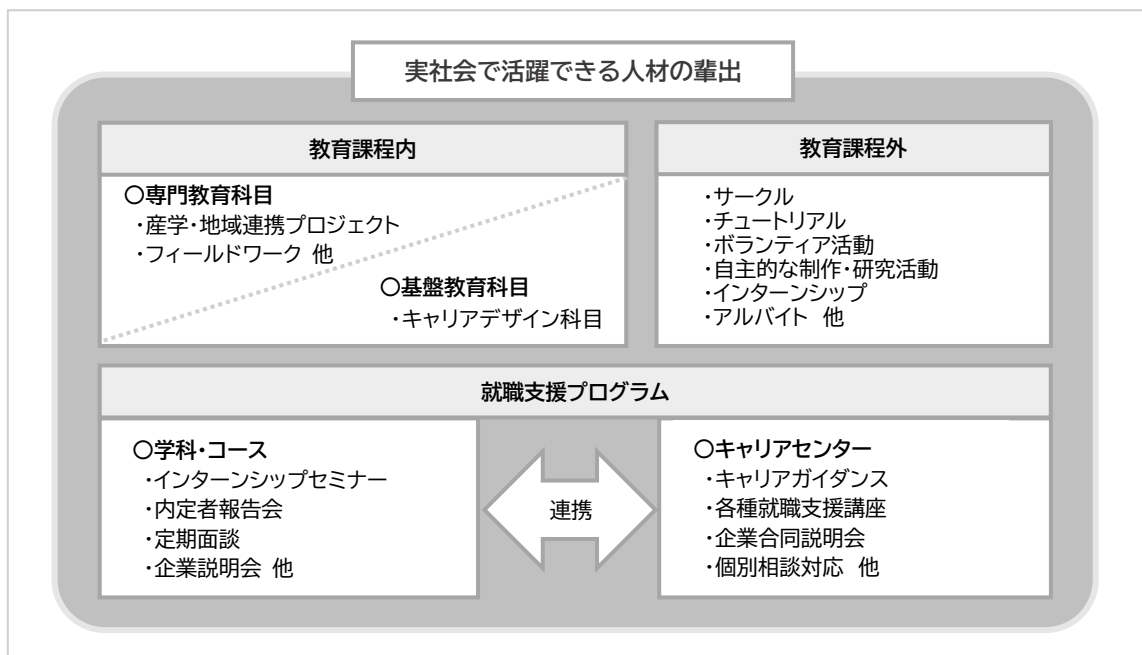 実社会で活躍できる人材の輩出
教育課程内
〇専門教育科目
・産学・地域連携プロジェクト
・フィールドワーク 他
〇基盤教育科目
・キャリアデザイン科目
教育課程外
・サークル
・チュートリアル
・ボランティア活動
・自主的な制作・研究活動
・インターンシップ
・アルバイト 他
就職支援プログラム
〇学科・コース
・インターンシップセミナー
・内定者報告会
・定期面談
・企業説明会 他
連携
〇キャリアセンター
・キャリアガイダンス
・各種就職支援講座
・企業合同説明会
・個別相談対応 他